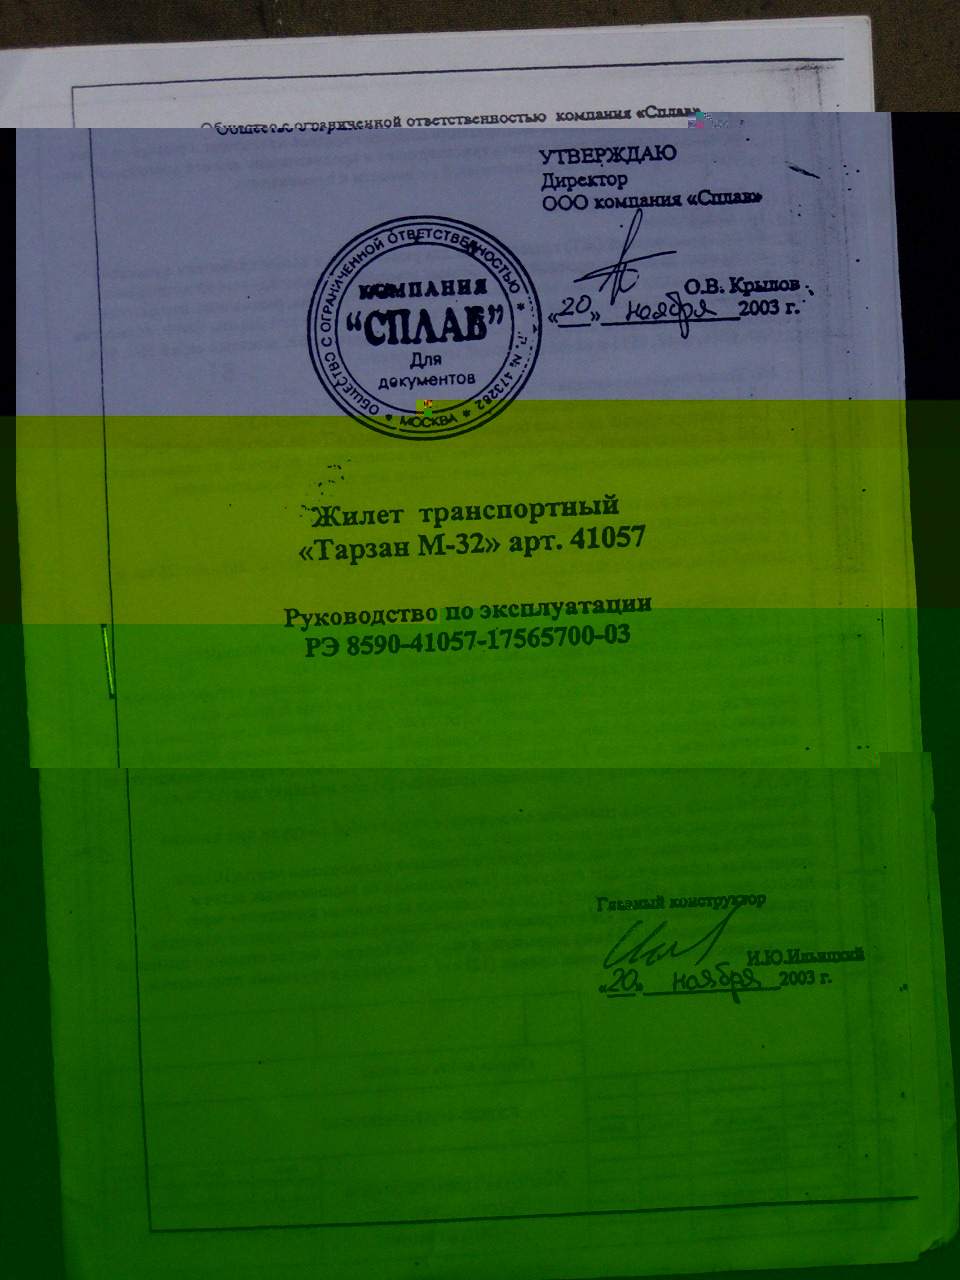 Общество с ограниченной ответственностью компания «Сплав»
УТВЕРЖДАЮ
Директор
ООО компания «Сплав»
О.В. Крылов
«20» ноября 2003 г.
ОБЩЕСТВО С ОГРАНИЧЕННОЙ ОТВЕТСТВЕННОСТЬЮ
КОМПАНИЯ
“СПЛАВ”
Для
документов
* МОСКВА *
Жилет транспортный
«Тарзан М-32» арт. 41057
Руководство по эксплуатации
РЭ 8590-41057-17565700-03
Главный конструктор
И.Ю.Ильицкий
«20» ноября 2003 г.